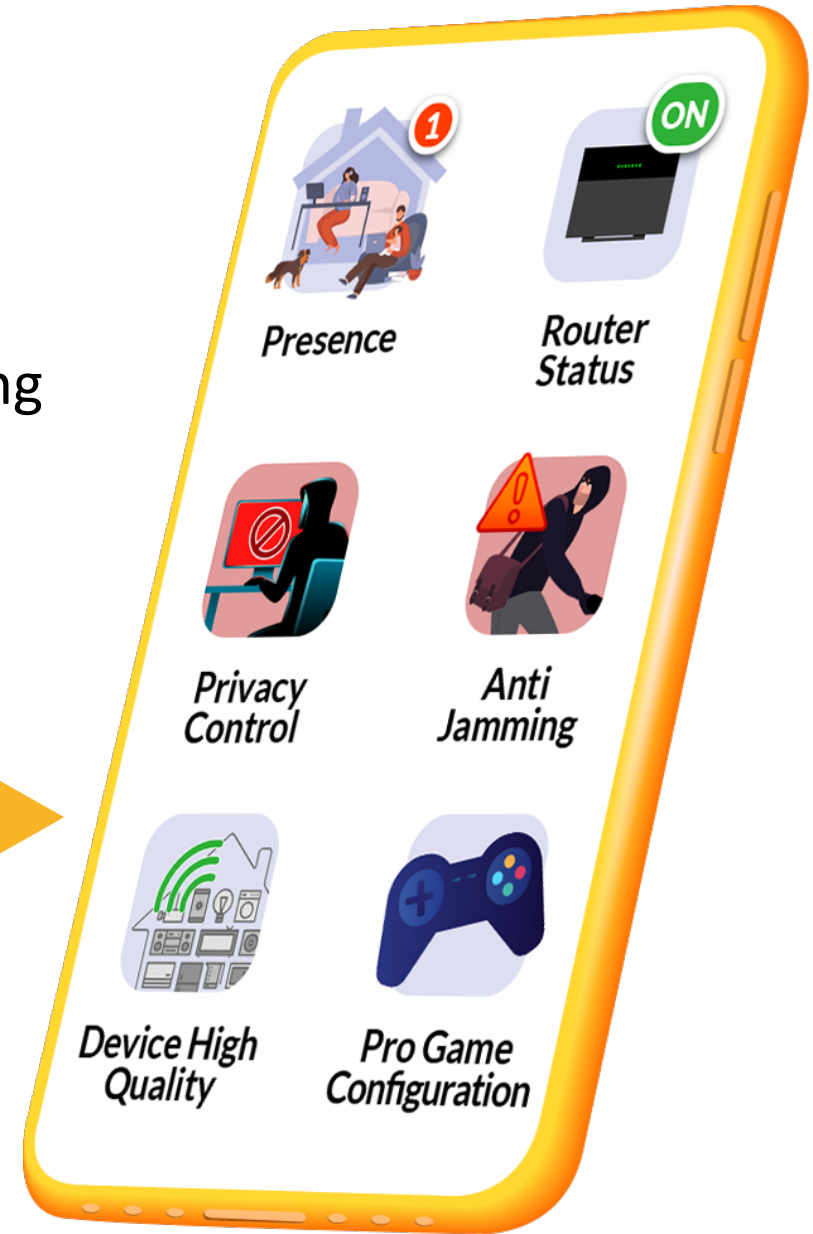 ng
1
ON
Presence
Router
Status
Privacy
Control
Anti
Jamming
Device High
Quality
Pro Game
Configuration